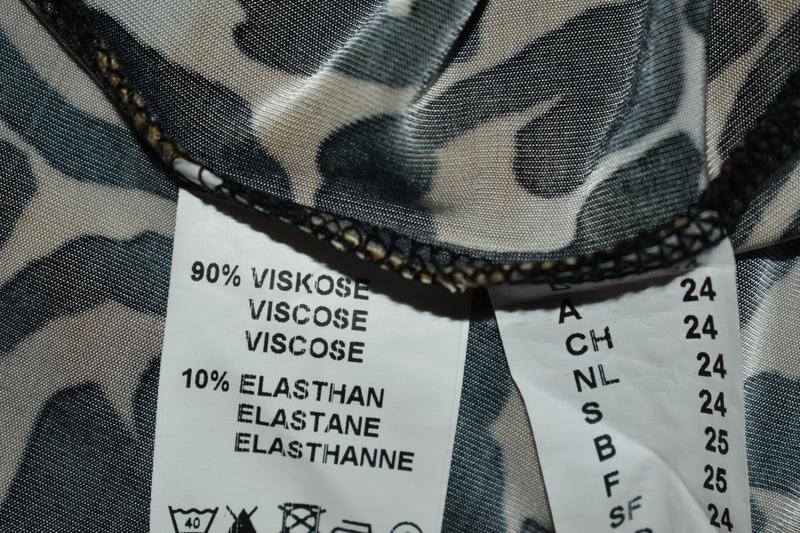 90% VISKOSE
VISCOSE
VISCOSE
10% ELASTHAN
ELASTANE
ELASTHANNE
40
24
A 24
CH 24
NL 24
S 25
B 25
F 24
SF